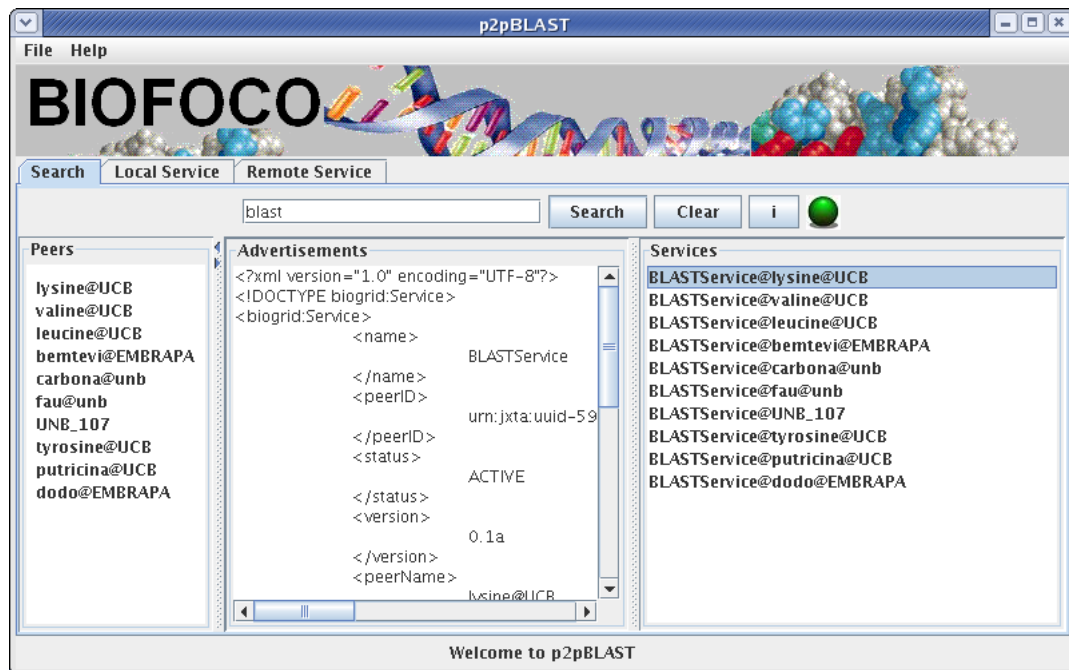 p2pBLAST
File Help
BIOFOCO
Search Local Service Remote Service
blast Search Clear i
Peers
lysine@UCB
valine@UCB
leucine@UCB
bemtevi@EMBRAPA
carbona@unb
fau@unb
UNB_107
tyrosine@UCB
putricina@UCB
dodo@EMBRAPA
Advertisements
<?xml version="1.0" encoding="UTF-8"?>
<!DOCTYPE biogrid:Service>
<biogrid:Service>
<name>
BLASTService
</name>
<peerID>
urn:jxta:uuid-59
</peerID>
<status>
ACTIVE
</status>
<version>
0.1a
</version>
<peerName>
lysine@UCB
Services
BLASTService@lysine@UCB
BLASTService@valine@UCB
BLASTService@leucine@UCB
BLASTService@bemtevi@EMBRAPA
BLASTService@carbona@unb
BLASTService@fau@unb
BLASTService@UNB_107
BLASTService@tyrosine@UCB
BLASTService@putricina@UCB
BLASTService@dodo@EMBRAPA
Welcome to p2pBLAST